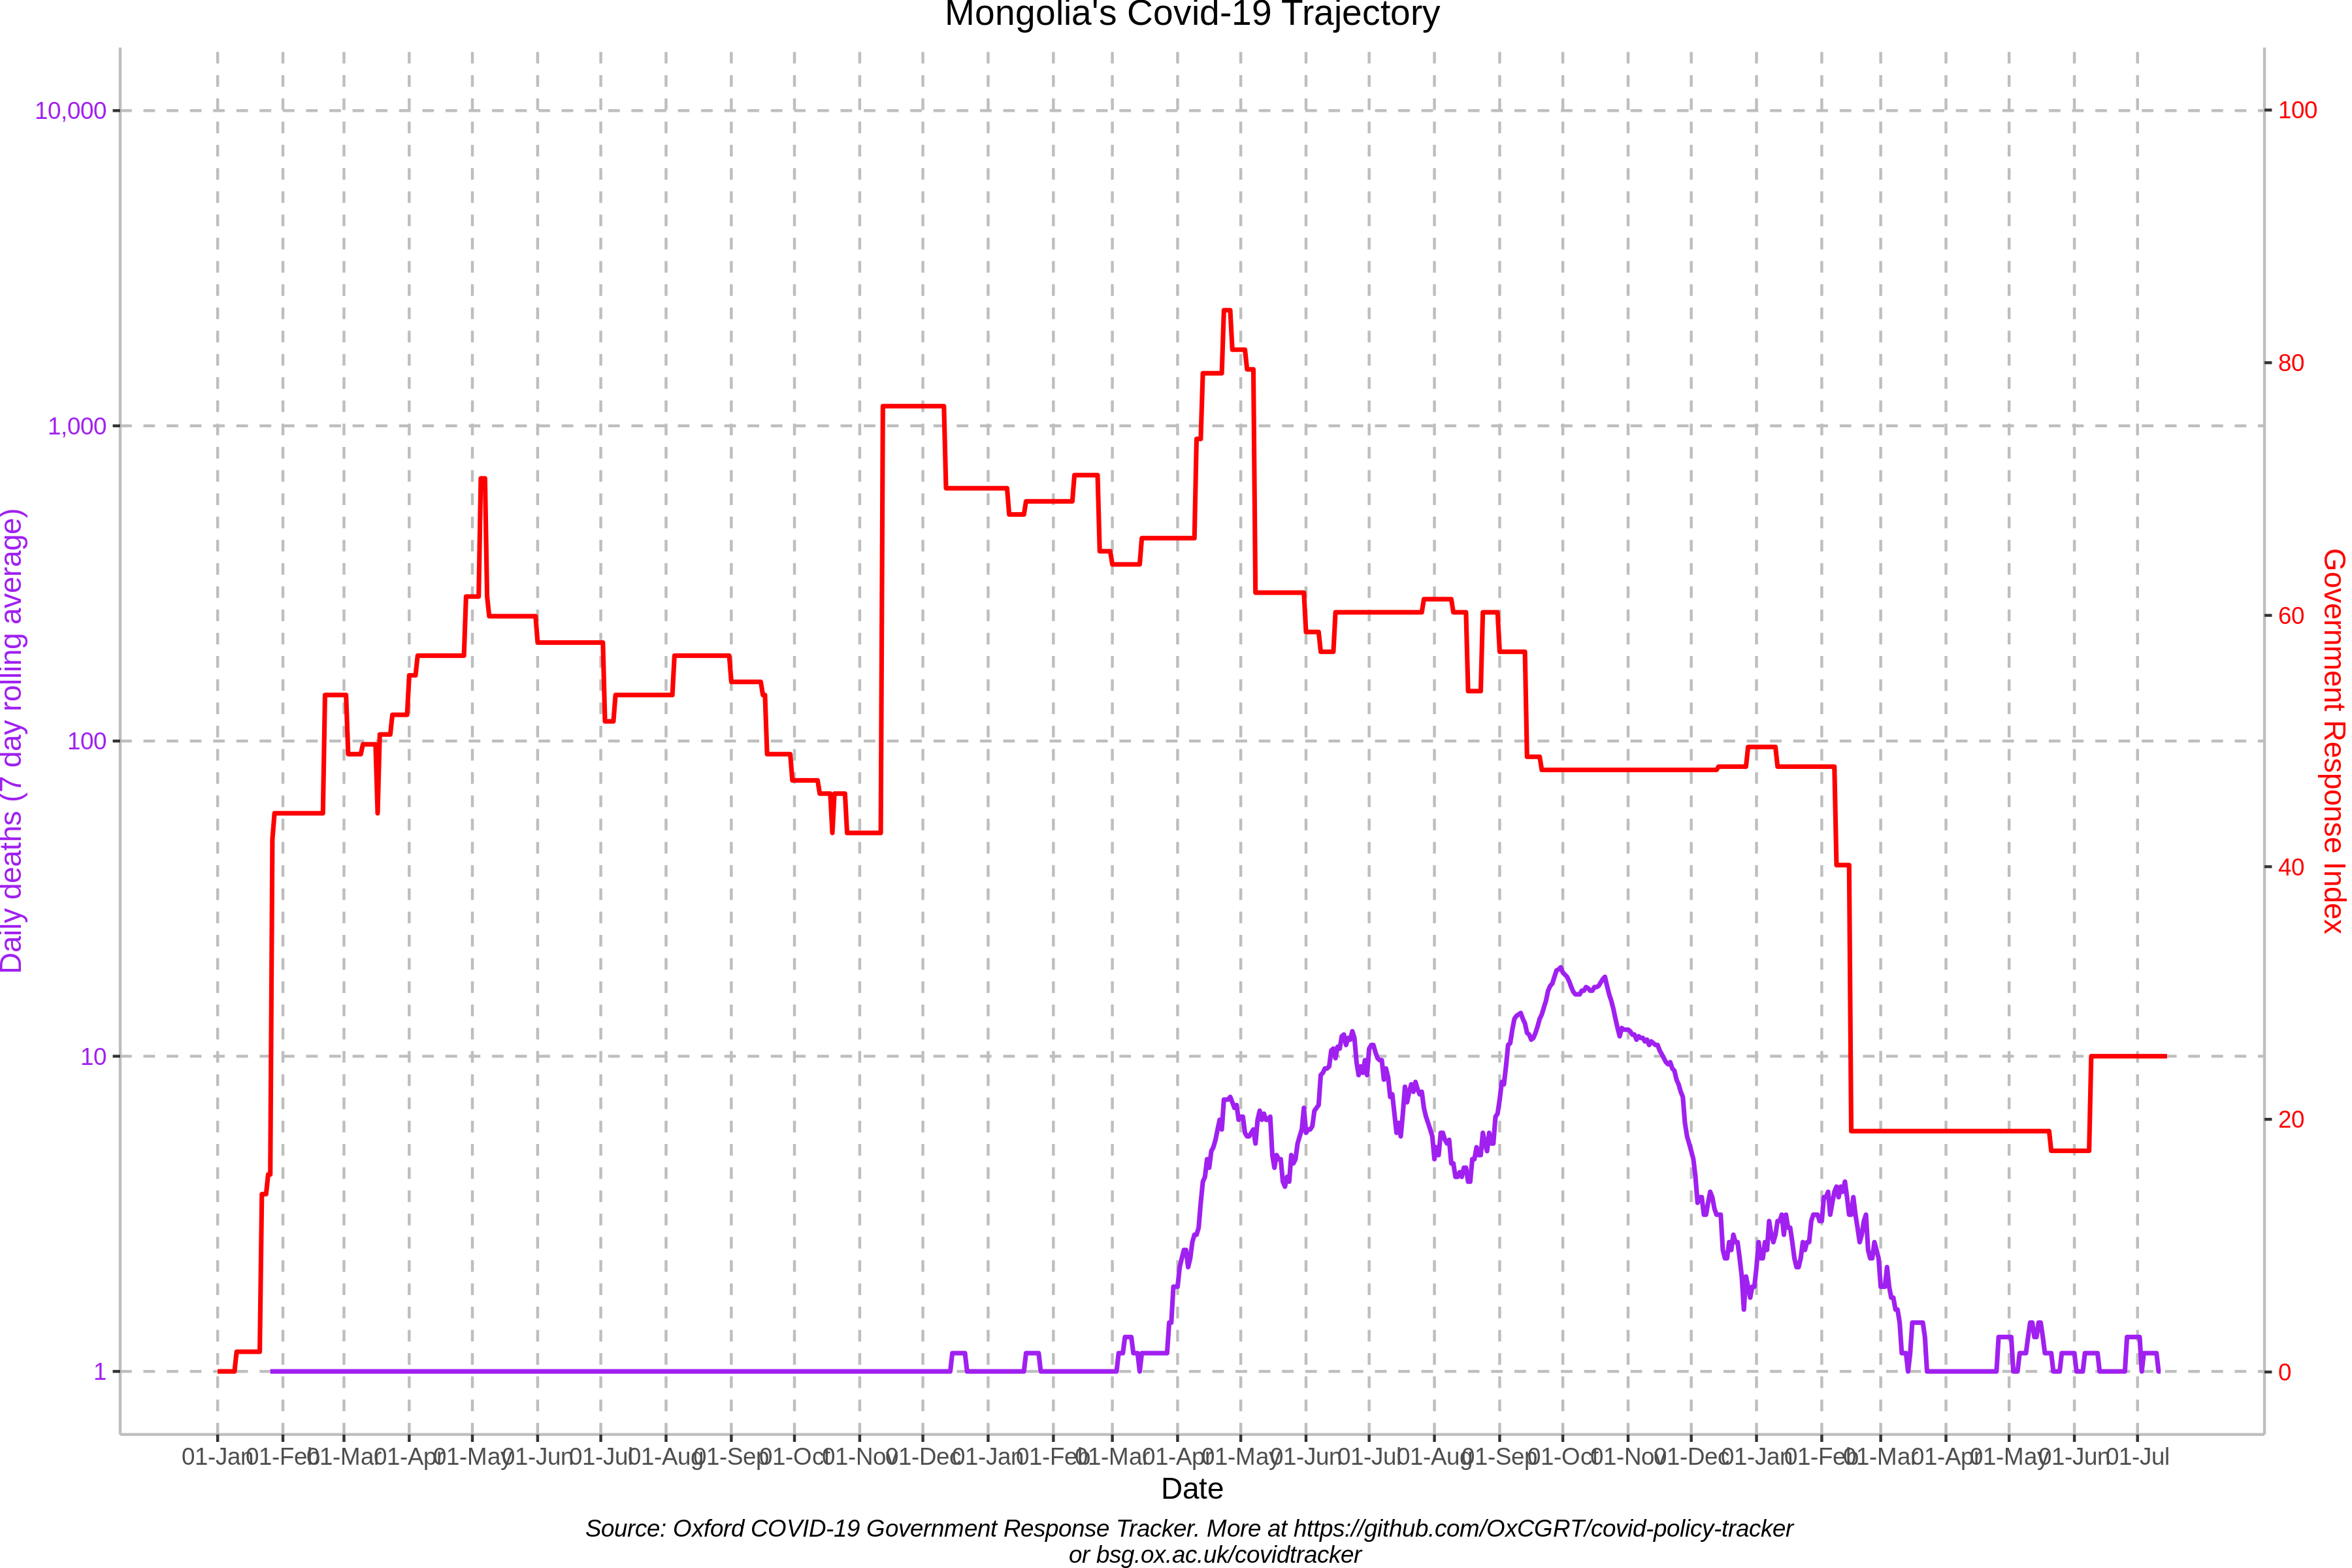 Mongolia's Covid-19 Trajectory
10,000
1,000
100
10
1
Daily deaths (7 day rolling average)
100
80
60
40
20
0
Government Response Index
01-Jan 01-Feb 01-Mar 01-Apr 01-May 01-Jun 01-Jul 01-Aug 01-Sep 01-Oct 01-Nov 01-Dec 01-Jan 01-Feb 01-Mar 01-Apr 01-May 01-Jun 01-Jul 01-Aug 01-Sep 01-Oct 01-Nov 01-Dec 01-Jan 01-Feb 01-Mar 01-Apr 01-May 01-Jun 01-Jul
Date
Source: Oxford COVID-19 Government Response Tracker. More at https://github.com/OxCGRT/covid-policy-tracker
or bsg.ox.ac.uk/covidtracker